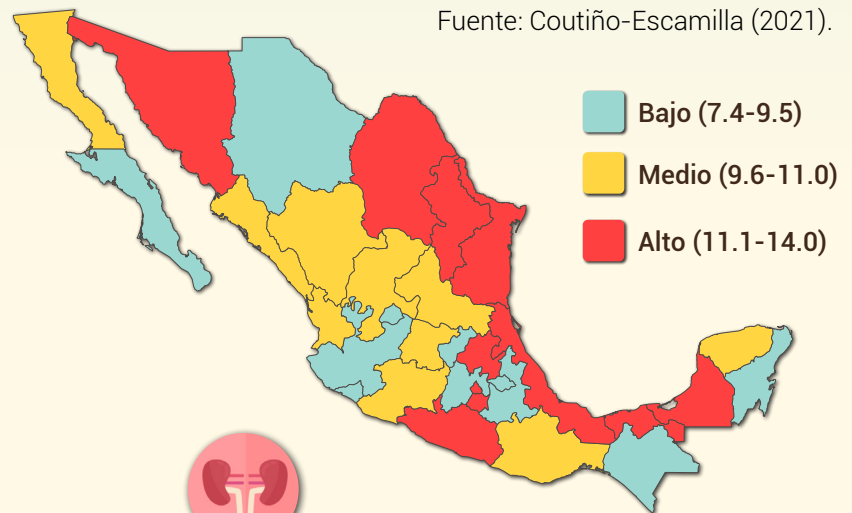 Fuente: Coutiño-Escamilla (2021).
Bajo (7.4-9.5)
Medio (9.6-11.0)
Alto (11.1-14.0)